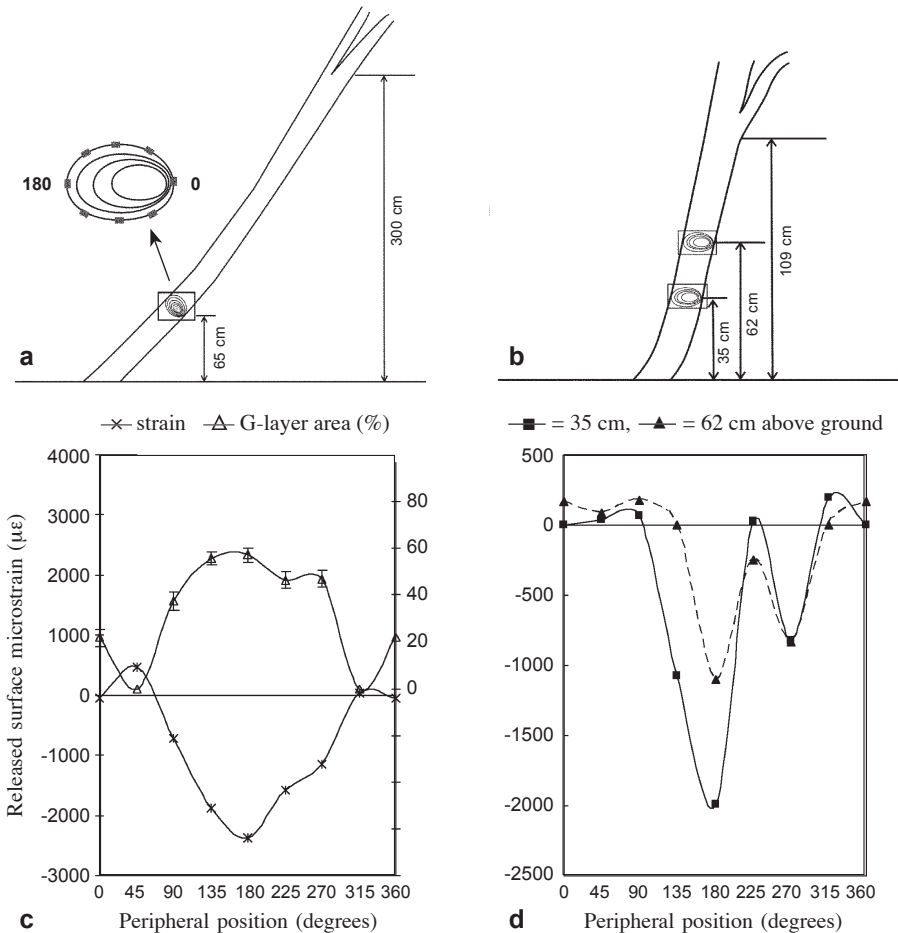 180
0
300 cm
65 cm
a
109 cm
62 cm
35 cm
b
strain G-layer area (%)
= 35 cm, = 62 cm above ground
Released surface microstrain (με)
4000
3000
2000
1000
0
-1000
-2000
-3000
80
60
40
20
0
0 45 90 135 180 225 270 315 360
c
Peripheral position (degrees)
500
0
-500
-1000
-1500
-2000
-2500
0 45 90 135 180 225 270 315 360
d
Peripheral position (degrees)